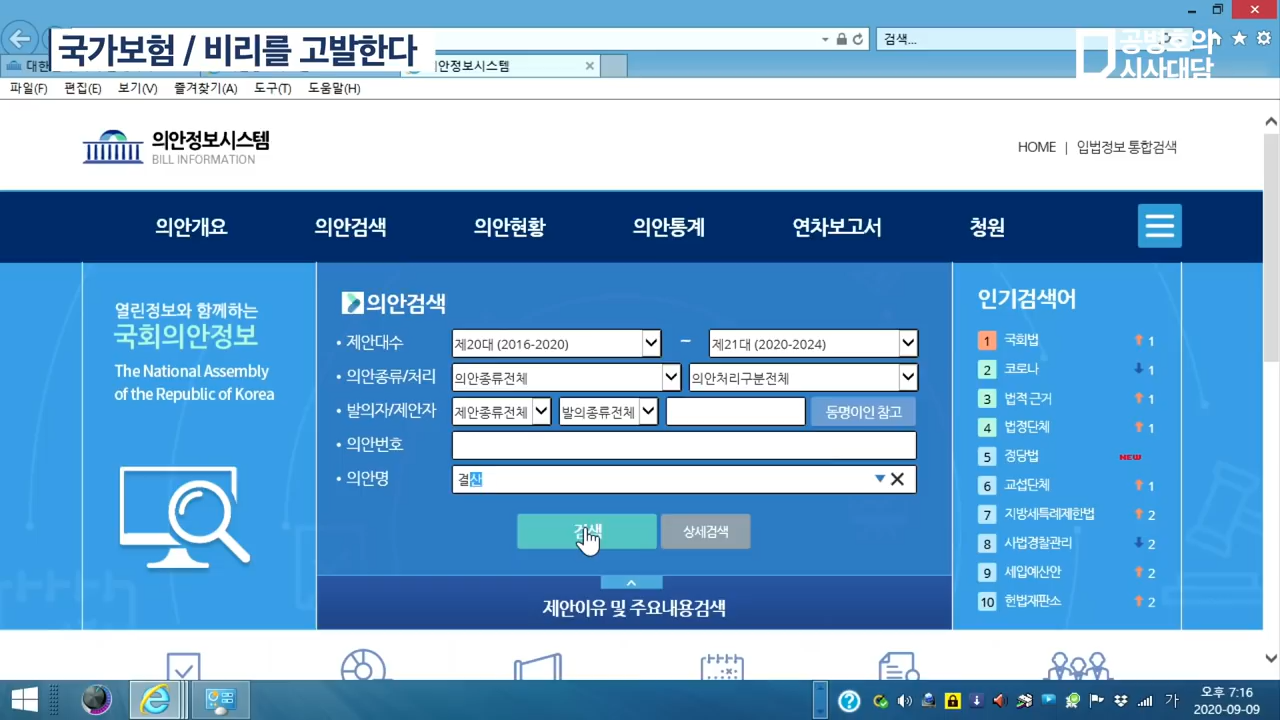 국가보험 / 비리를 고발한다
공병호의
시사대담
검색...
대한
의안정보시스템
파일(F) 편집(E) 보기(V) 즐겨찾기(A) 도구(T) 도움말(H)
의안정보시스템
BILL INFORMATION
HOME | 입법정보 통합검색
의안개요 의안검색 의안현황 의안통계 연차보고서 청원
열린정보와 함께하는
국회의안정보
The National Assembly
of the Republic of Korea
의안검색
• 제안대수 제20대 (2016-2020) – 제21대 (2020-2024)
• 의안종류/처리 의안종류전체 의안처리구분전체
• 발의자/제안자 제안종류전체 발의종류전체 동명이인 참고
• 의안번호
• 의안명 결산
검색 상세검색
제안이유 및 주요내용검색
인기검색어
1 국회법 1
2 코로나 1
3 법적 근거 1
4 법정단체 1
5 정당법 NEW
6 교섭단체 1
7 지방세특례제한법 2
8 사법경찰관리 2
9 세입예산안 2
10 헌법재판소 2
가
오후 7:16
2020-09-09